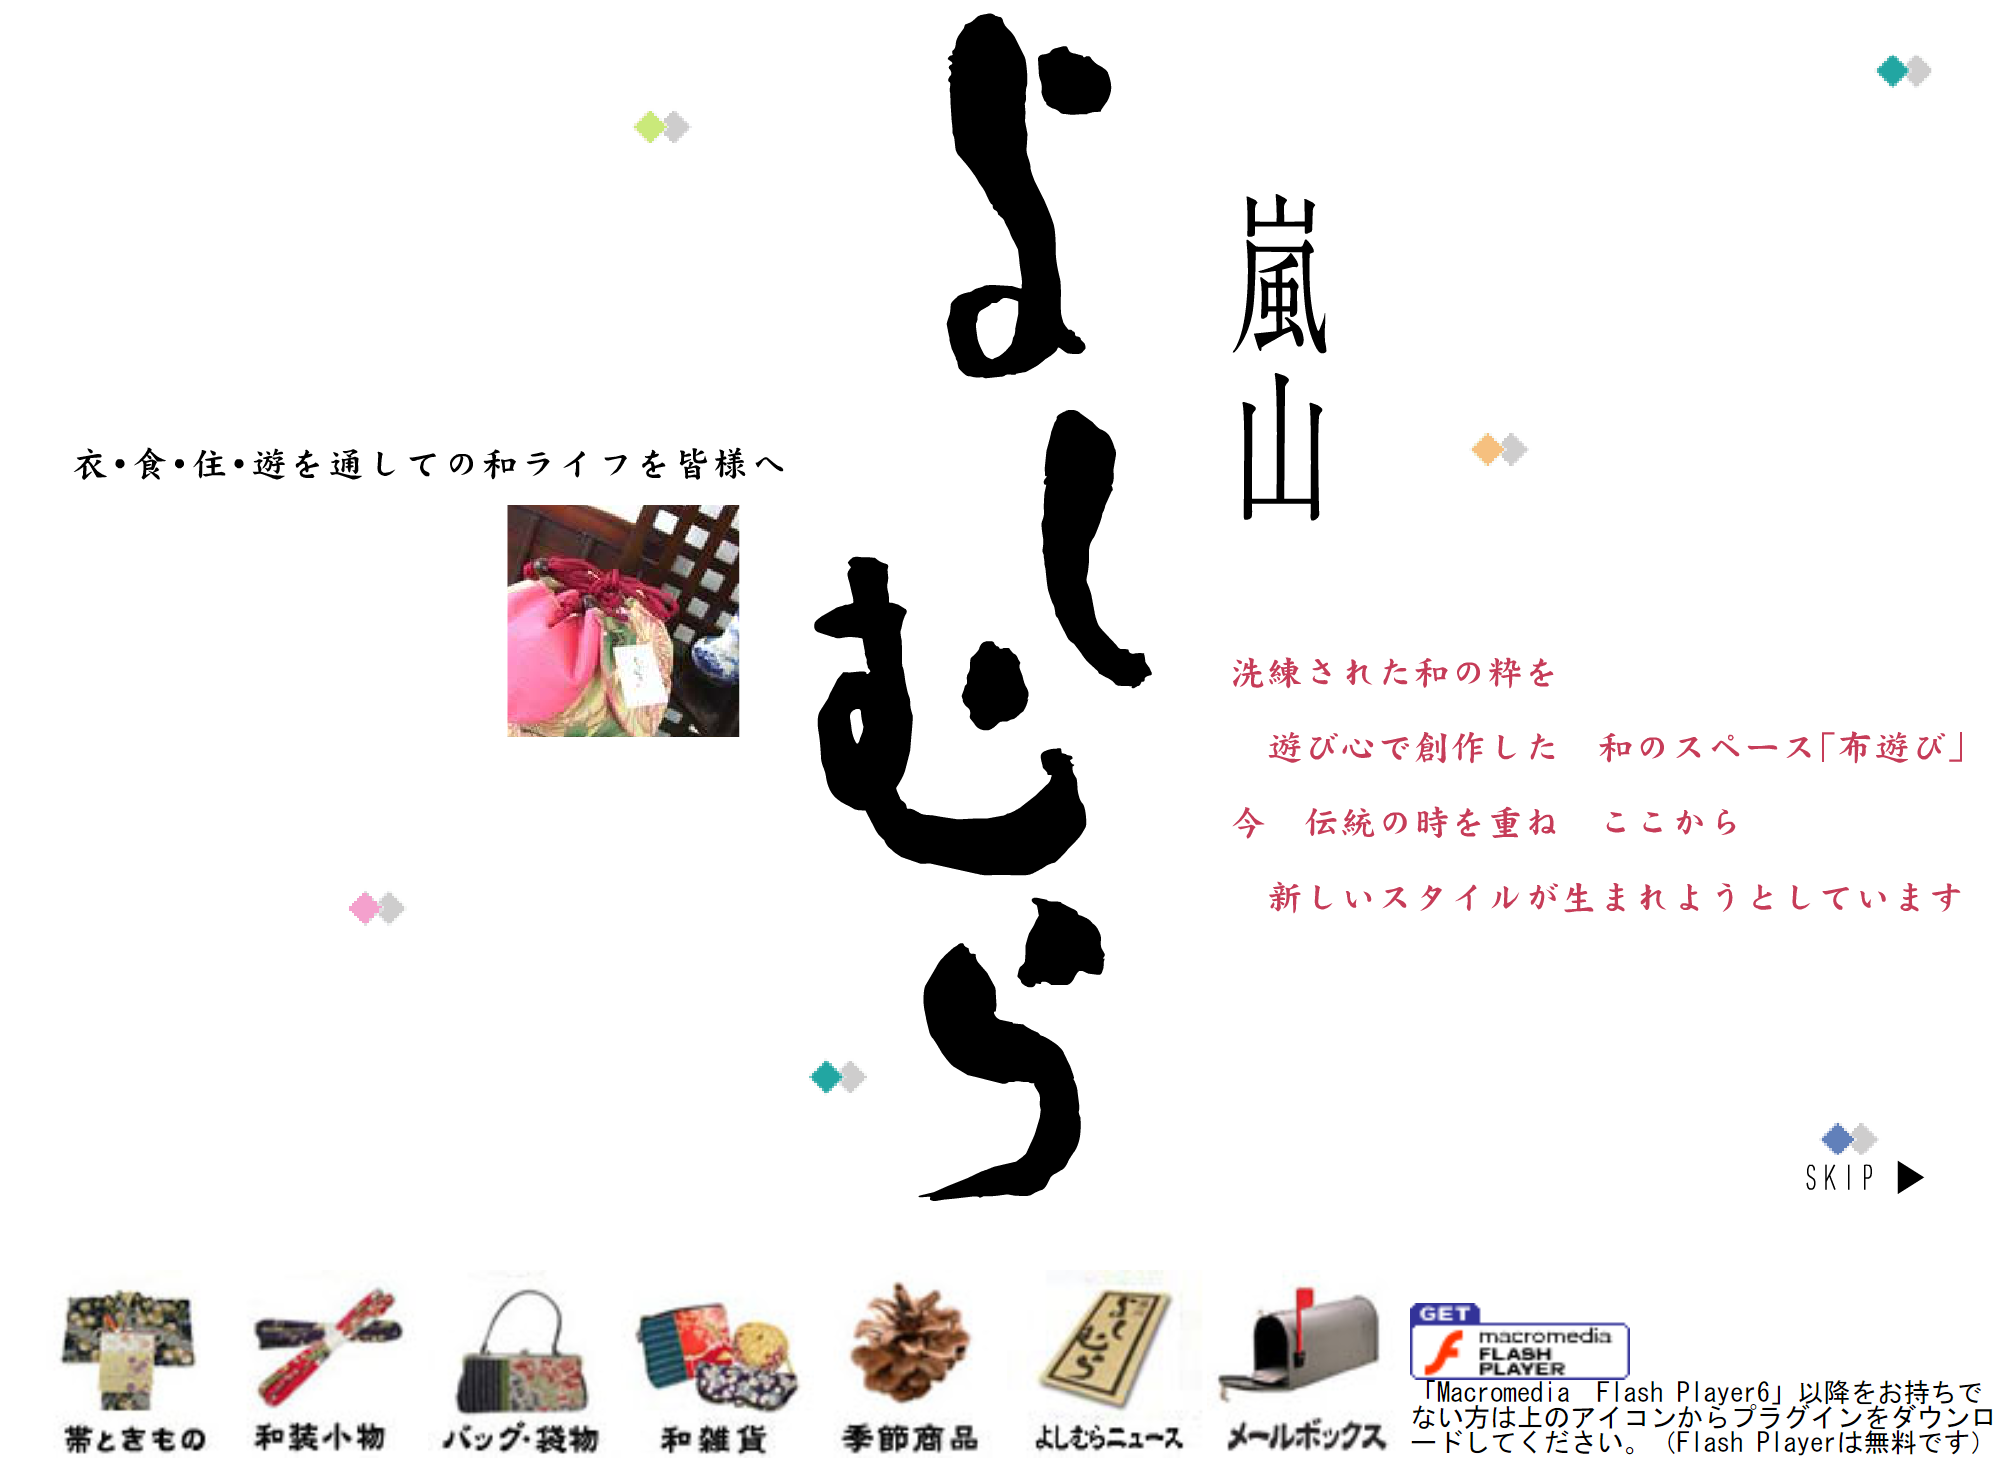 嵐山
よしむら
衣・食・住・遊を通しての和ライフを皆様へ
洗練された和の粋を
遊び心で創作した　和のスペース「布遊び」
今　伝統の時を重ね　ここから
新しいスタイルが生まれようとしています
SKIP ▶
帯ときもの
和装小物
バッグ・袋物
和雑貨
季節商品
よしむら
よしむらニュース
メールボックス
GET
macromedia
FLASH
PLAYER
「Macromedia　Flash Player6」以降をお持ちで
ない方は上のアイコンからプラグインをダウンロ
ードしてください。（Flash Playerは無料です）